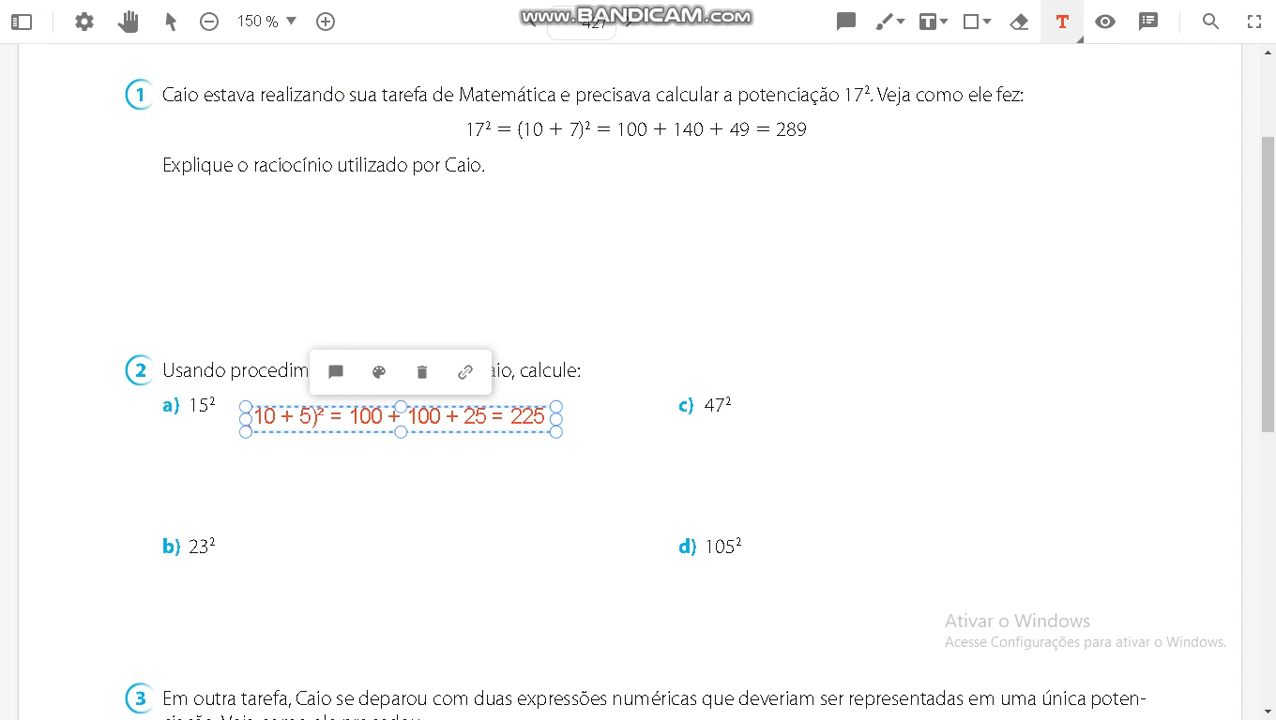 150 %
www.BANDICAM.com
427
1 Caio estava realizando sua tarefa de Matemática e precisava calcular a potenciação 17². Veja como ele fez:
17² = (10 + 7)² = 100 + 140 + 49 = 289
Explique o raciocínio utilizado por Caio.
2 Usando procedim aio, calcule:
a) 15² 10 + 5)² = 100 + 100 + 25 = 225
c) 47²
b) 23²
d) 105²
Ativar o Windows
Acesse Configurações para ativar o Windows.
3 Em outra tarefa, Caio se deparou com duas expressões numéricas que deveriam ser representadas em uma única poten-